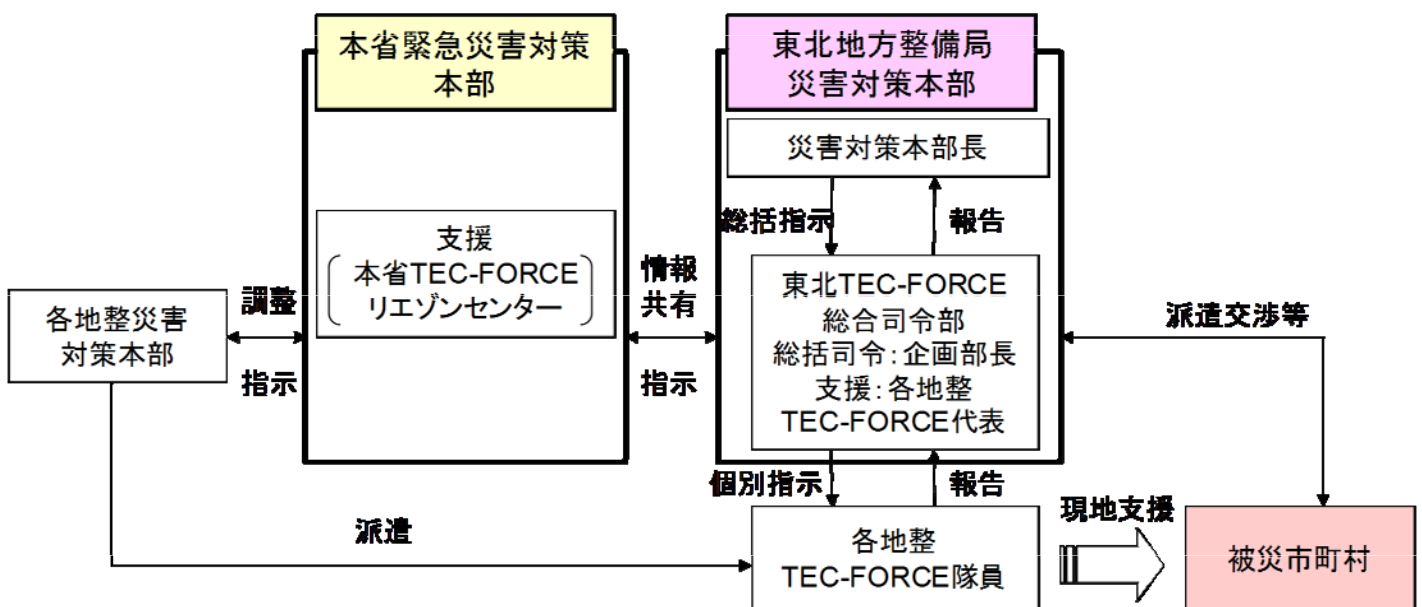 本省緊急災害対策
本部
東北地方整備局
災害対策本部
災害対策本部長
総括指示
報告
支援
本省TEC-FORCE
リエゾンセンター
情報
共有
指示
東北TEC-FORCE
総合司令部
総括司令:企画部長
支援:各地整
TEC-FORCE代表
各地整災害
対策本部
調整
指示
派遣交渉等
個別指示
報告
派遣
各地整
TEC-FORCE隊員
現地支援
被災市町村